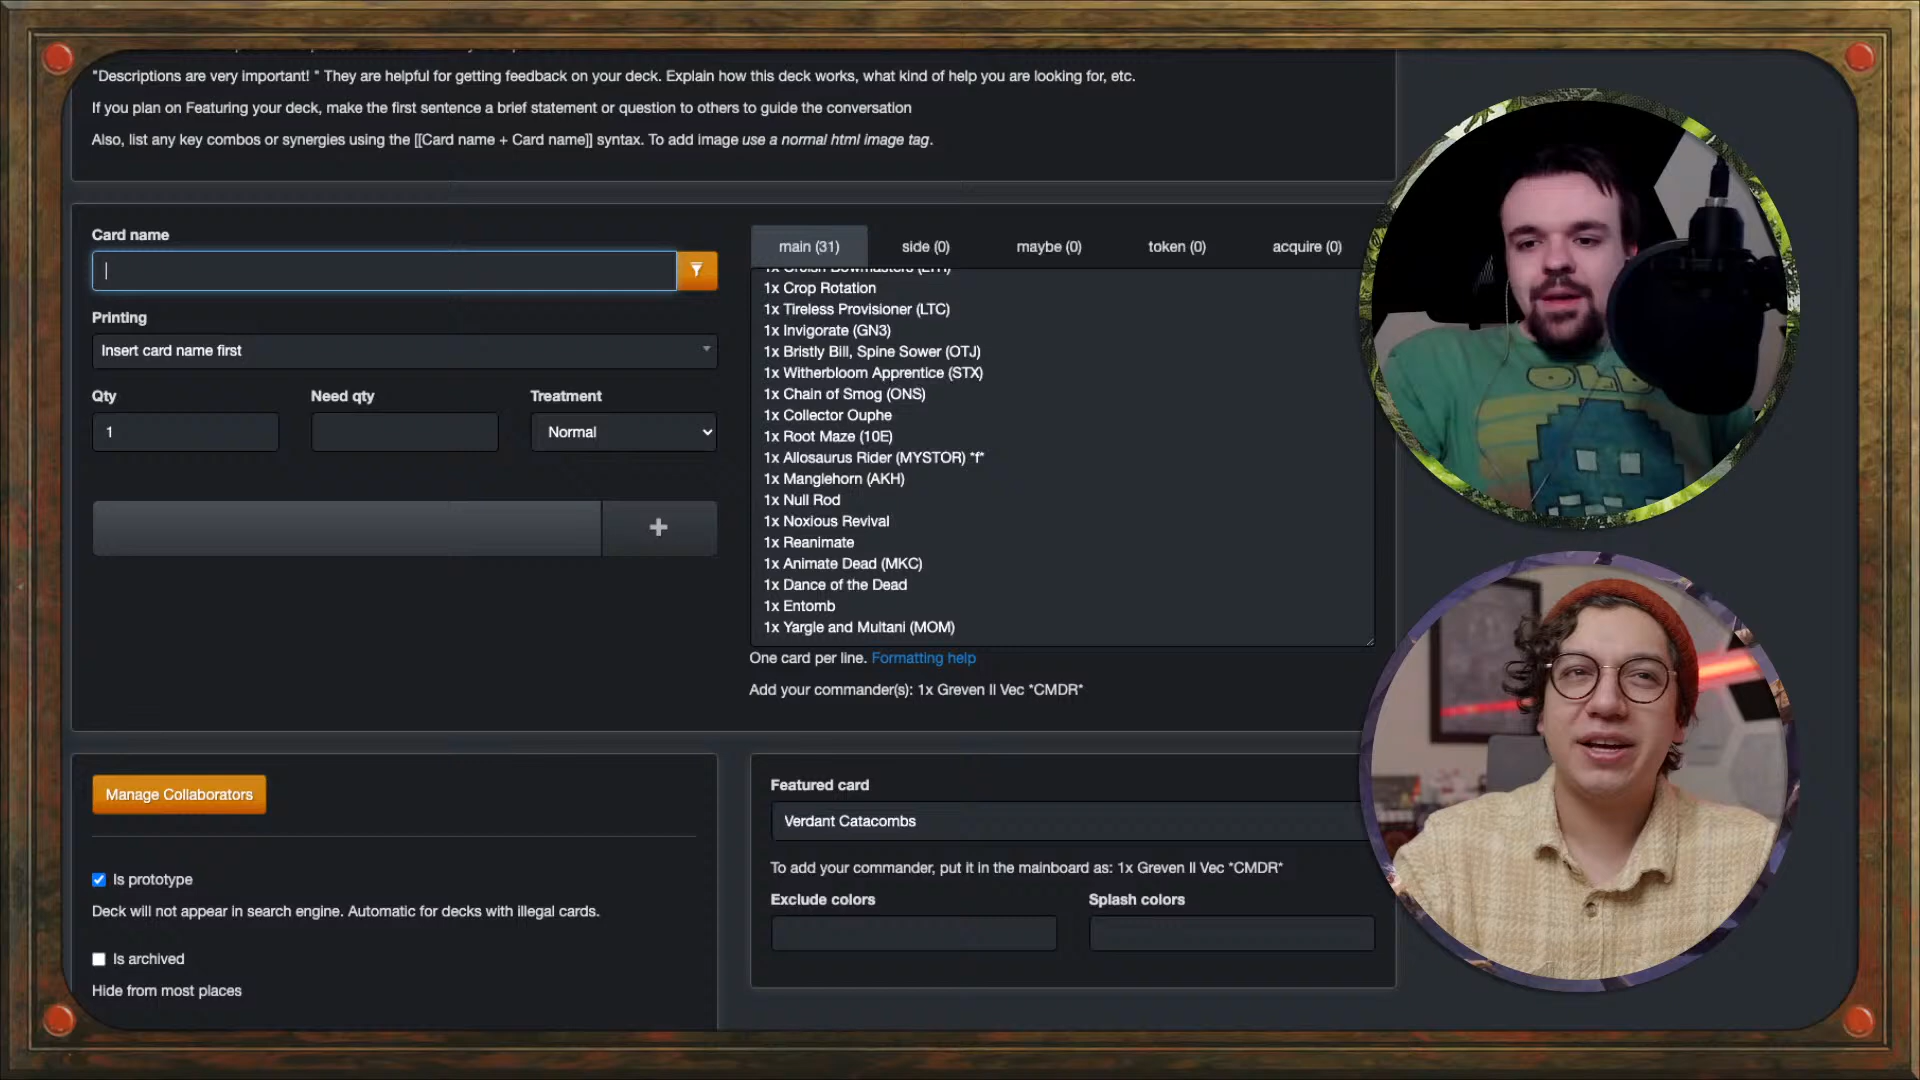 "Descriptions are very important! " They are helpful for getting feedback on your deck. Explain how this deck works, what kind of help you are looking for, etc.
If you plan on Featuring your deck, make the first sentence a brief statement or question to others to guide the conversation
Also, list any key combos or synergies using the [[Card name + Card name]] syntax. To add image use a normal html image tag.
Card name
Printing
Insert card name first
Qty
Need qty
Treatment
1
Normal
main (31)
side (0)
maybe (0)
token (0)
acquire (0)
1x Crop Rotation
1x Tireless Provisioner (LTC)
1x Invigorate (GN3)
1x Bristly Bill, Spine Sower (OTJ)
1x Witherbloom Apprentice (STX)
1x Chain of Smog (ONS)
1x Collector Ouphe
1x Root Maze (10E)
1x Allosaurus Rider (MYSTOR) *f*
1x Manglehorn (AKH)
1x Null Rod
1x Noxious Revival
1x Reanimate
1x Animate Dead (MKC)
1x Dance of the Dead
1x Entomb
1x Yargle and Multani (MOM)
One card per line. Formatting help
Add your commander(s): 1x Greven Il Vec *CMDR*
Manage Collaborators
Is prototype
Deck will not appear in search engine. Automatic for decks with illegal cards.
Is archived
Hide from most places
Featured card
Verdant Catacombs
To add your commander, put it in the mainboard as: 1x Greven Il Vec *CMDR*
Exclude colors
Splash colors
OLD